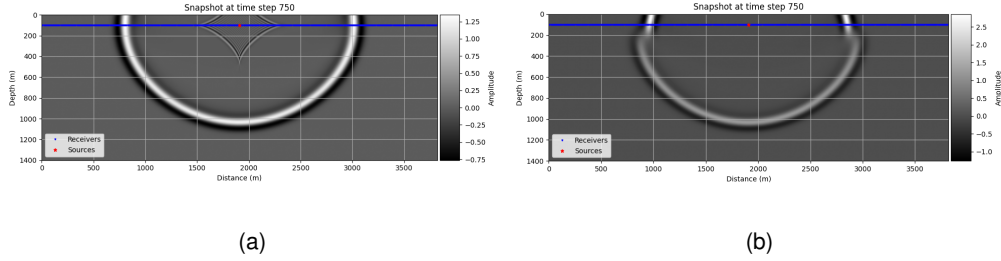 Snapshot at time step 750
0
200
400
600
800
1000
1200
1400
Depth (m)
Receivers
Sources
0 500 1000 1500 2000 2500 3000 3500
Distance (m)
1.25
1.00
0.75
0.50
0.25
0.00
−0.25
−0.50
−0.75
Amplitude
(a)
Snapshot at time step 750
0
200
400
600
800
1000
1200
1400
Depth (m)
Receivers
Sources
0 500 1000 1500 2000 2500 3000 3500
Distance (m)
2.5
2.0
1.5
1.0
0.5
0.0
−0.5
−1.0
Amplitude
(b)